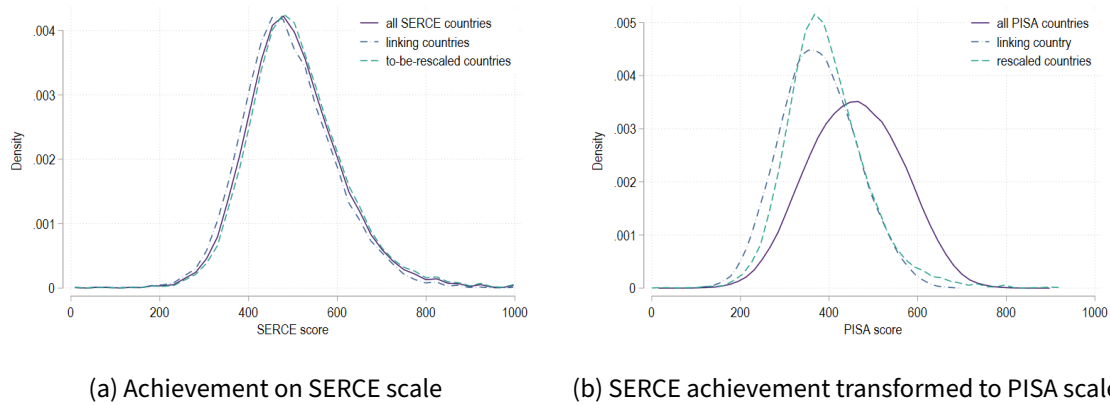 all SERCE countries
linking countries
to-be-rescaled countries
.004
.003
.002
.001
0
Density
0
200
400
600
800
1000
SERCE score
all PISA countries
linking country
rescaled countries
.005
.004
.003
.002
.001
0
Density
0
200
400
600
800
1000
PISA score
(a) Achievement on SERCE scale
(b) SERCE achievement transformed to PISA scale